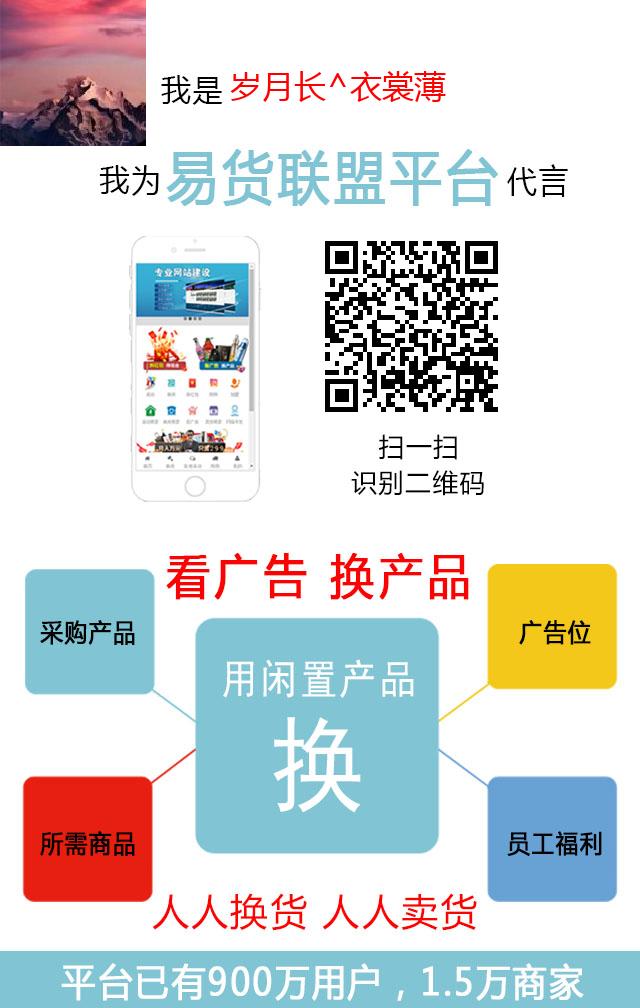 我是 岁月长^衣裳薄
我为 易货联盟平台 代言
专业网站建设
扫一扫
识别二维码
看广告 换产品
采购产品
广告位
用闲置产品
换
所需商品
员工福利
人人换货 人人卖货
平台已有900万用户，1.5万商家